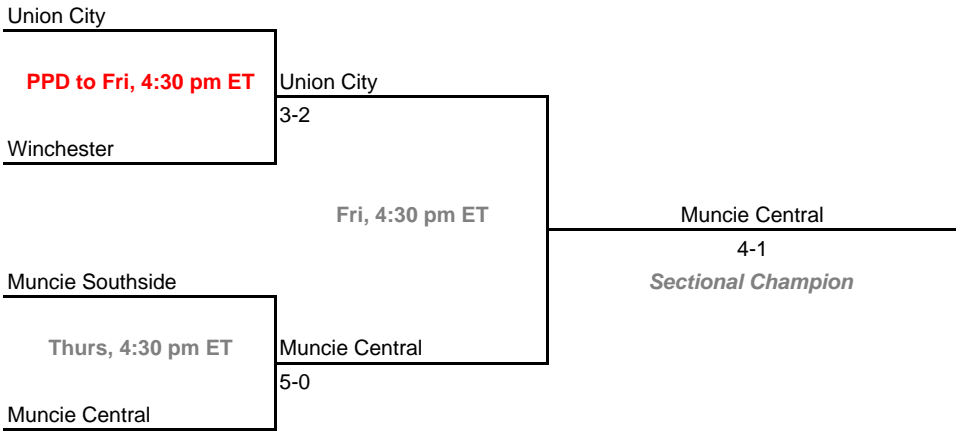 Union City
PPD to Fri, 4:30 pm ET
Union City
3-2
Winchester
Fri, 4:30 pm ET
Muncie Central
4-1
Sectional Champion
Muncie Southside
Thurs, 4:30 pm ET
Muncie Central
5-0
Muncie Central